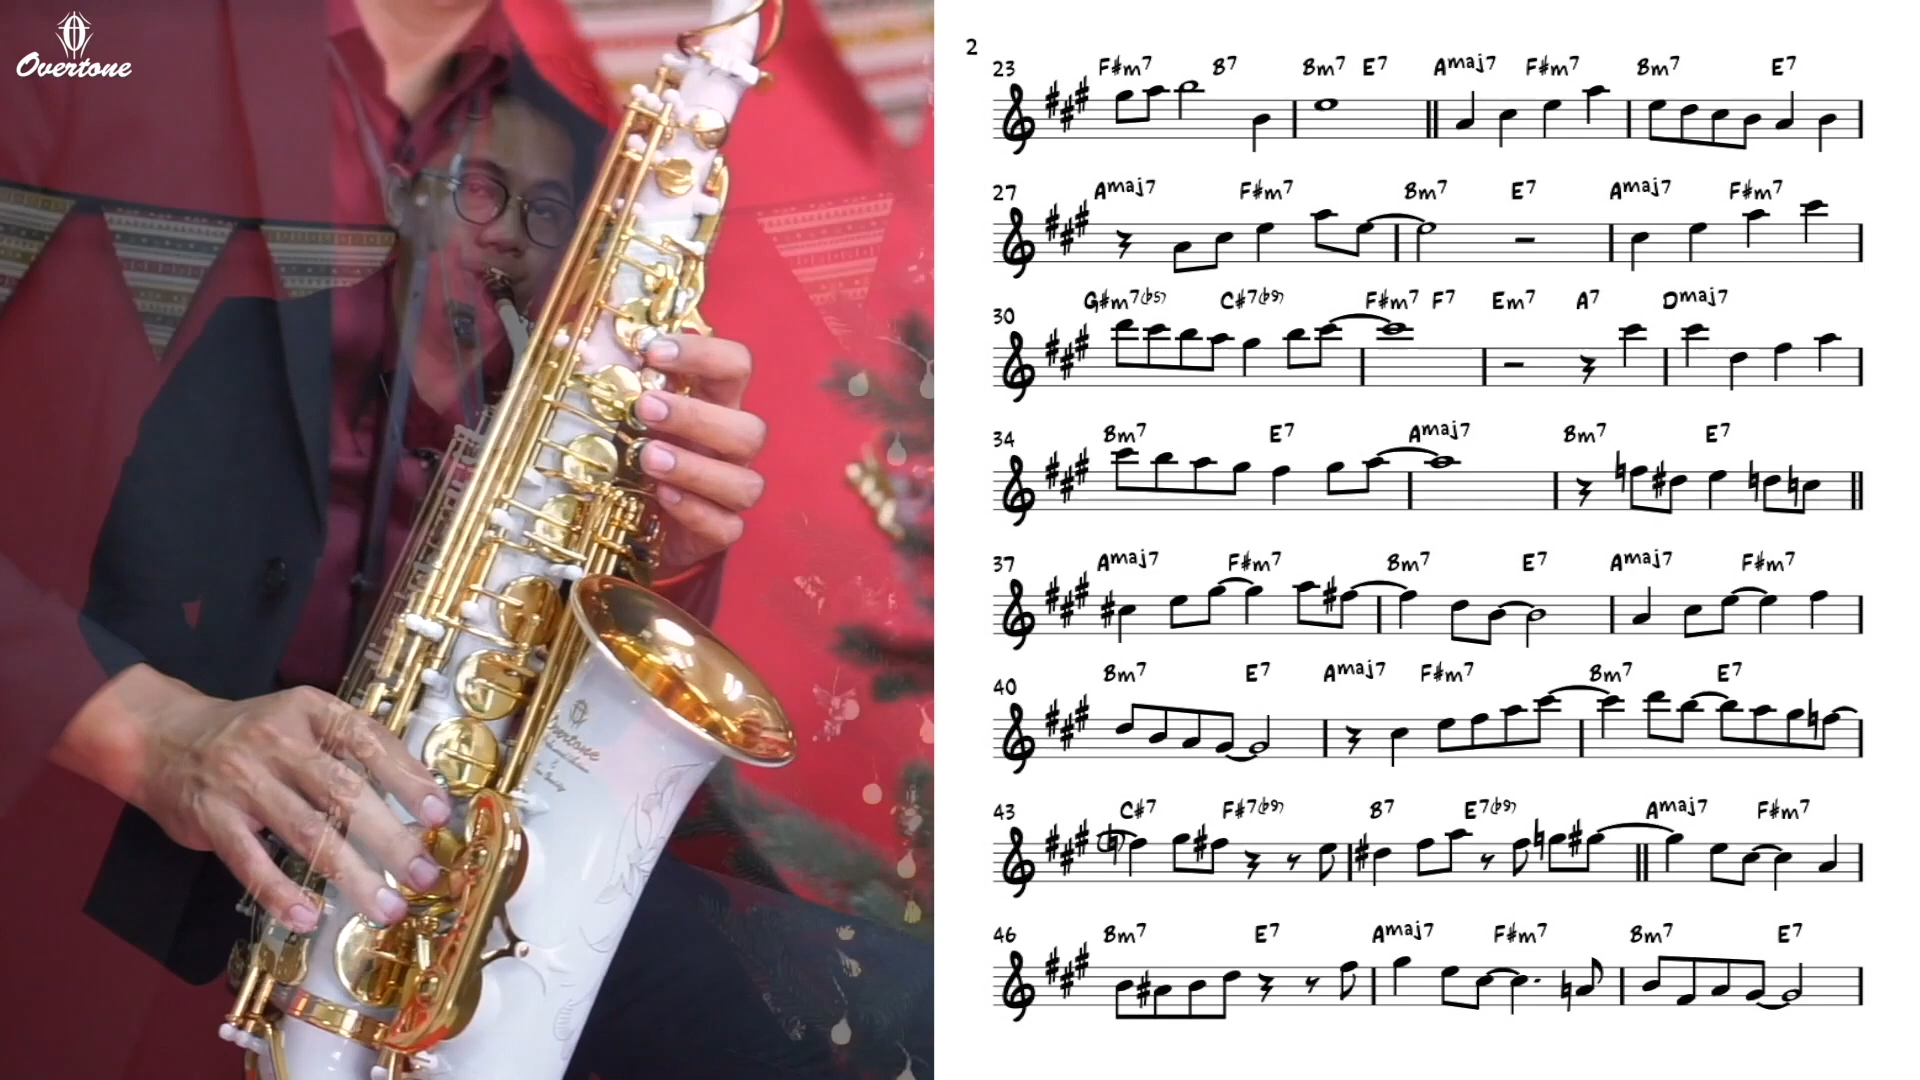 Overtone
2
23 F#m7 B7 Bm7 E7 Amaj7 F#m7 Bm7 E7
27 Amaj7 F#m7 Bm7 E7 Amaj7 F#m7
30 G#m7(b5) C#7(b9) F#m7 F7 Em7 A7 Dmaj7
34 Bm7 E7 Amaj7 Bm7 E7
37 Amaj7 F#m7 Bm7 E7 Amaj7 F#m7
40 Bm7 E7 Amaj7 F#m7 Bm7 E7
43 C#7 F#7(b9) B7 E7(b9) Amaj7 F#m7
46 Bm7 E7 Amaj7 F#m7 Bm7 E7
Overtone